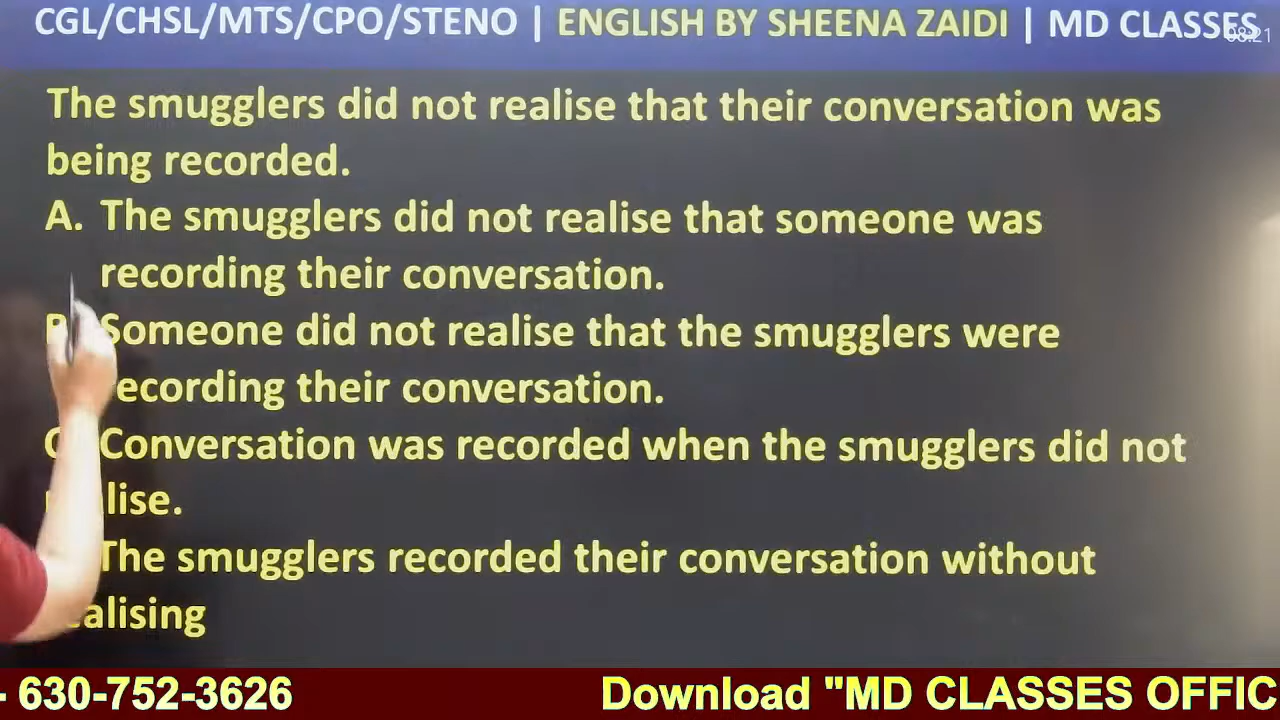 CGL/CHSL/MTS/CPO/STENO | ENGLISH BY SHEENA ZAIDI | MD CLASSES
08:21
The smugglers did not realise that their conversation was
being recorded.
A. The smugglers did not realise that someone was
recording their conversation.
Someone did not realise that the smugglers were
recording their conversation.
Conversation was recorded when the smugglers did not
The smugglers recorded their conversation without
- 630-752-3626 Download "MD CLASSES OFFIC